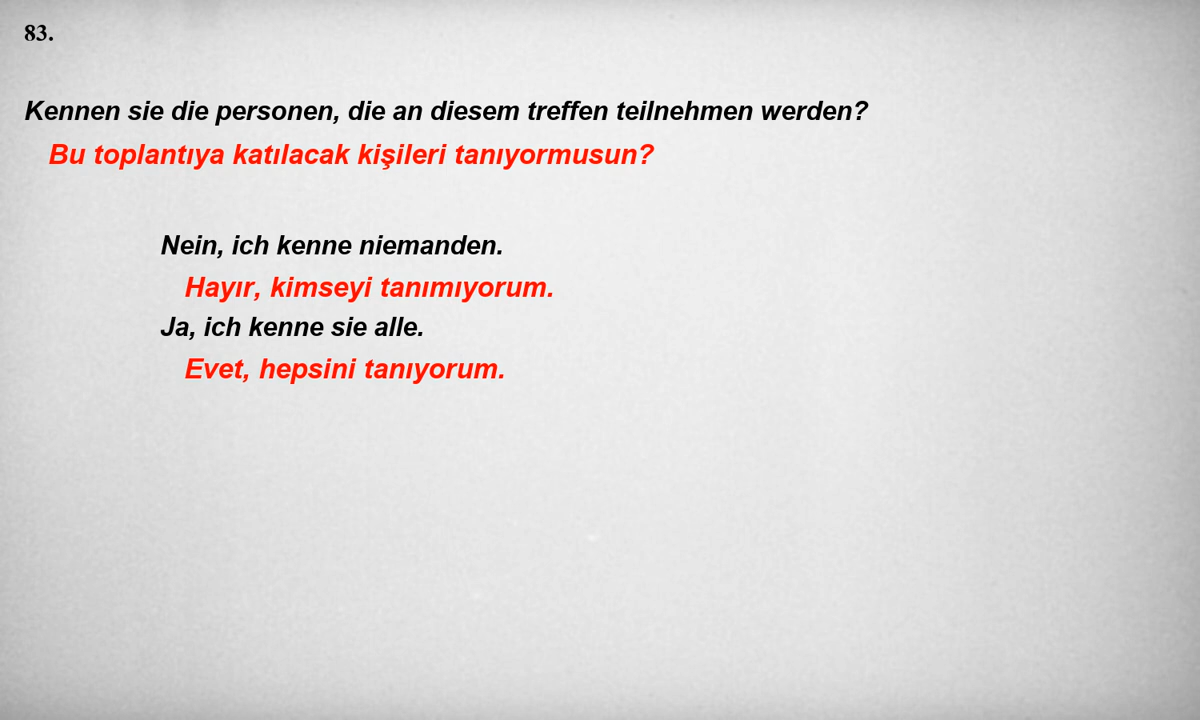 83.
Kennen sie die personen, die an diesem treffen teilnehmen werden?
Bu toplantıya katılacak kişileri tanıyormusun?
Nein, ich kenne niemanden.
Hayır, kimseyi tanımıyorum.
Ja, ich kenne sie alle.
Evet, hepsini tanıyorum.